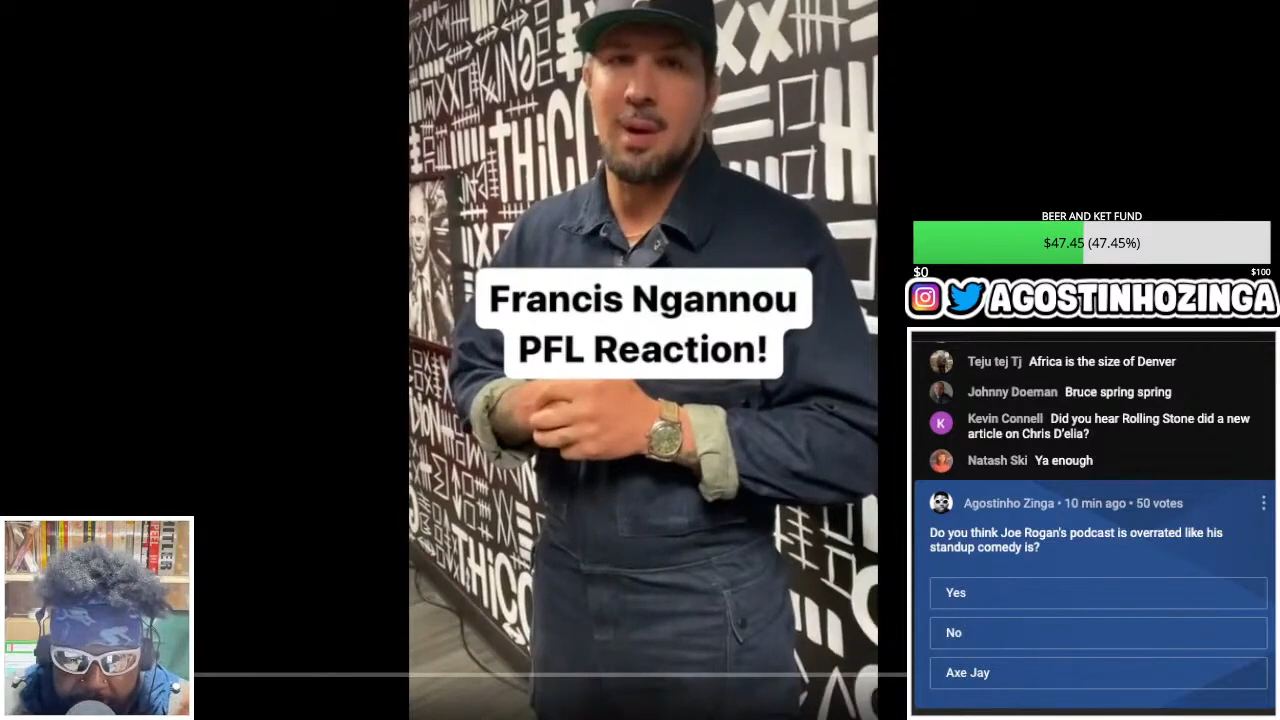 THiCC
THiCC
Francis Ngannou
PFL Reaction!
BEER AND KET FUND
$47.45 (47.45%)
$0
$100
AGOSTINHOZINGA
Teju tej Tj Africa is the size of Denver
Johnny Doeman Bruce spring spring
K
Kevin Connell Did you hear Rolling Stone did a new
article on Chris D'elia?
Natash Ski Ya enough
Agostinho Zinga • 10 min ago • 50 votes
Do you think Joe Rogan's podcast is overrated like his
standup comedy is?
Yes
No
Axe Jay
HITLER